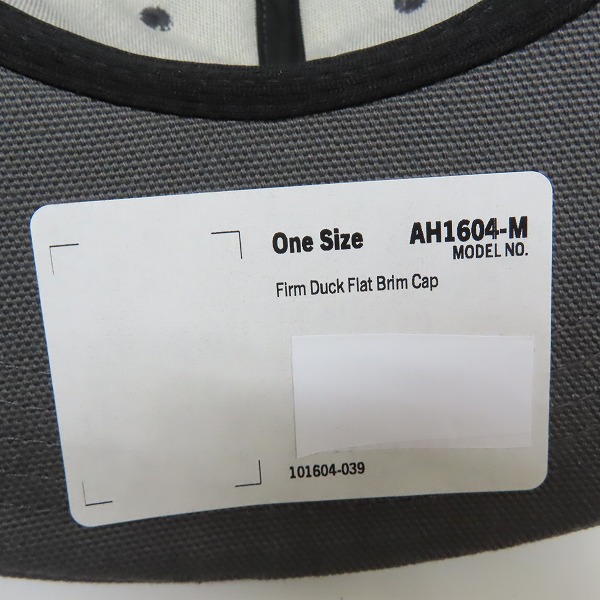 One Size AH1604-M
MODEL NO.
Firm Duck Flat Brim Cap
101604-039